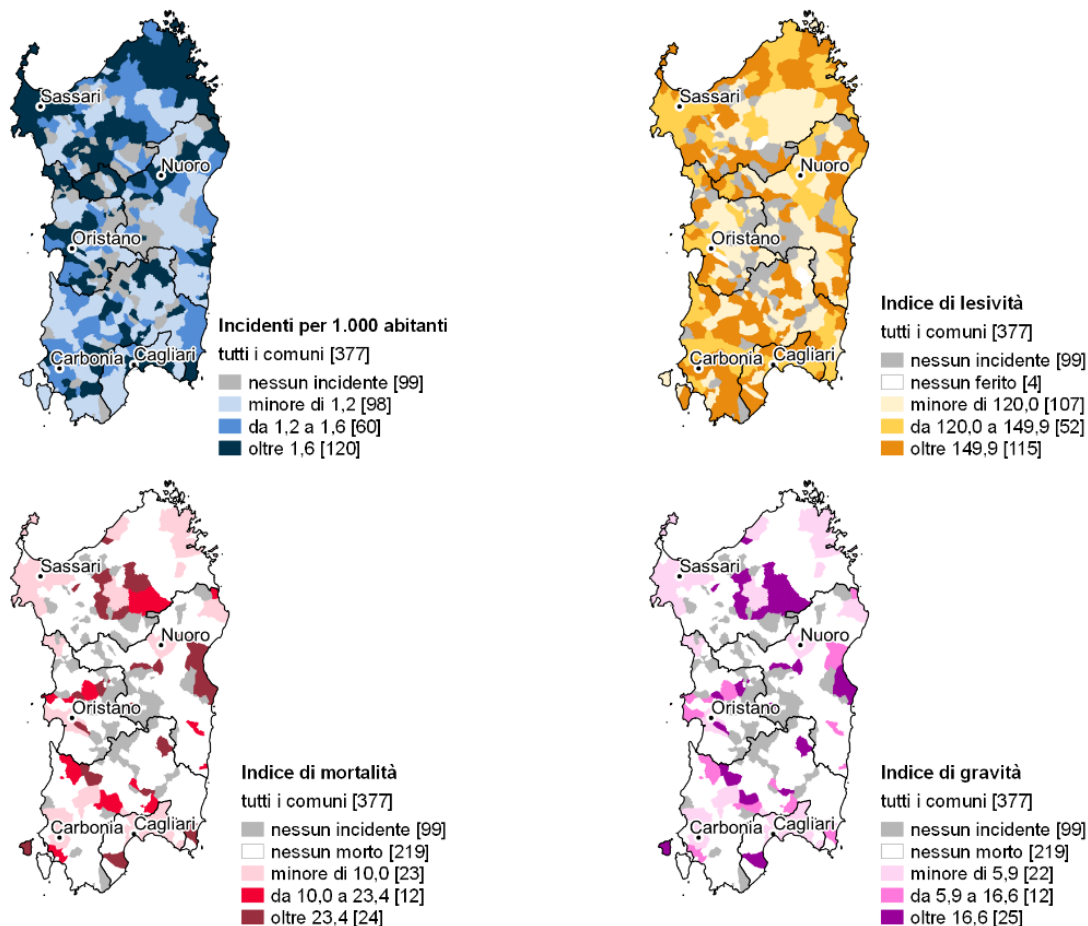 Sassari
Nuoro
Oristano
Carbonia
Cagliari
Incidenti per 1.000 abitanti
tutti i comuni [377]
nessun incidente [99]
minore di 1,2 [98]
da 1,2 a 1,6 [60]
oltre 1,6 [120]
Sassari
Nuoro
Oristano
Carbonia
Cagliari
Indice di lesività
tutti i comuni [377]
nessun incidente [99]
nessun ferito [4]
minore di 120,0 [107]
da 120,0 a 149,9 [52]
oltre 149,9 [115]
Sassari
Nuoro
Oristano
Carbonia
Cagliari
Indice di mortalità
tutti i comuni [377]
nessun incidente [99]
nessun morto [219]
minore di 10,0 [23]
da 10,0 a 23,4 [12]
oltre 23,4 [24]
Sassari
Nuoro
Oristano
Carbonia
Cagliari
Indice di gravità
tutti i comuni [377]
nessun incidente [99]
nessun morto [219]
minore di 5,9 [22]
da 5,9 a 16,6 [12]
oltre 16,6 [25]